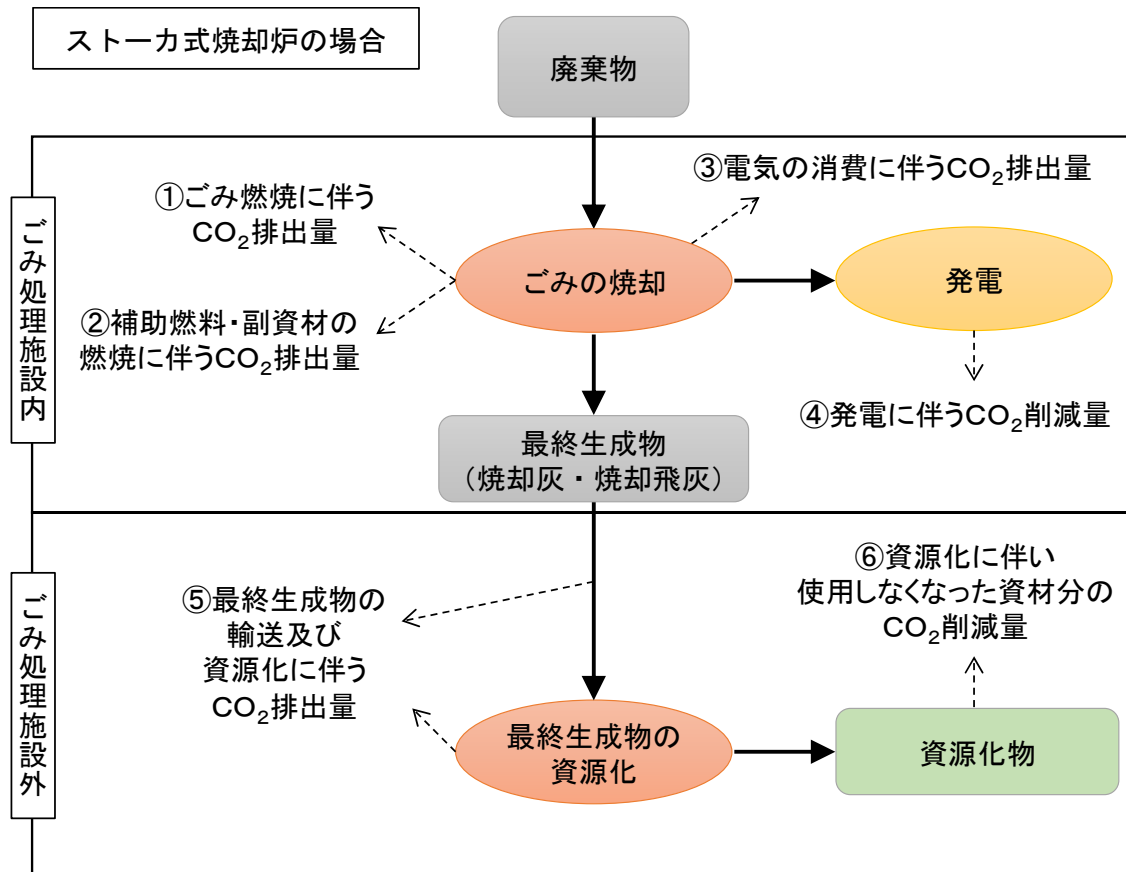 ストーカ式焼却炉の場合
廃棄物
ごみ処理施設内
①ごみ燃焼に伴う
CO₂排出量
③電気の消費に伴うCO₂排出量
ごみの焼却
発電
②補助燃料・副資材の
燃焼に伴うCO₂排出量
④発電に伴うCO₂削減量
最終生成物
（焼却灰・焼却飛灰）
ごみ処理施設外
⑤最終生成物の
輸送及び
資源化に伴う
CO₂排出量
⑥資源化に伴い
使用しなくなった資材分の
CO₂削減量
最終生成物の
資源化
資源化物